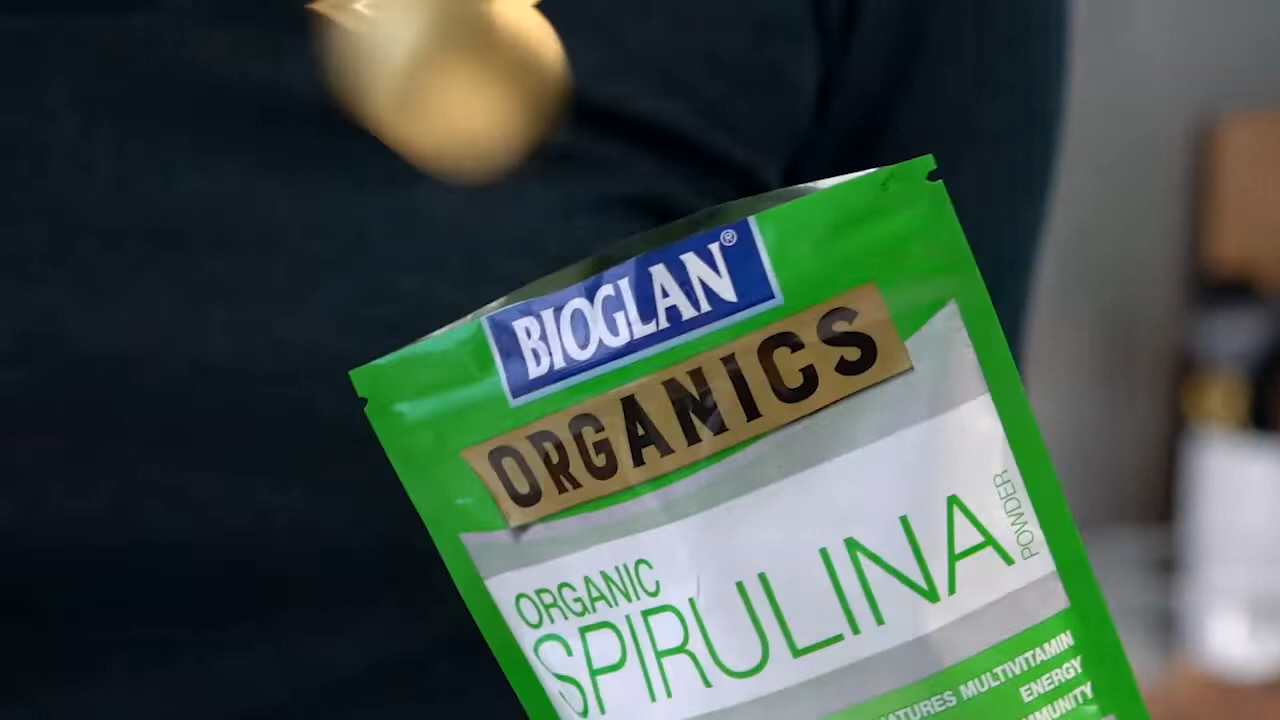 BIOGLAN®
ORGANICS
ORGANIC
SPIRULINA
POWDER
MULTIVITAMIN
ENERGY